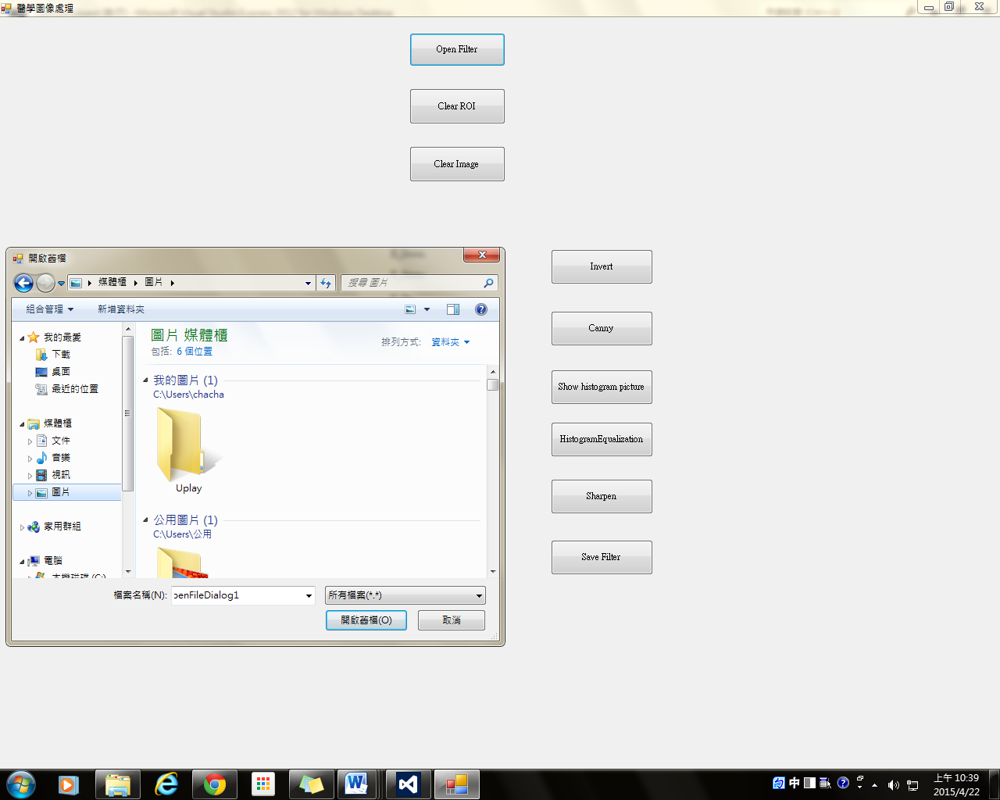 醫學圖像處理
Open Filter
Clear ROI
Clear Image
開啟舊檔
媒體櫃
圖片
搜尋 圖片
組合管理
新增資料夾
我的最愛
下載
桌面
最近的位置
媒體櫃
文件
音樂
視訊
圖片
家用群組
電腦
本機磁碟 (C:)
圖片 媒體櫃
包括: 6 個位置
排列方式: 資料夾
我的圖片 (1)
C:\Users\chacha
Uplay
公用圖片 (1)
C:\Users\公用
檔案名稱(N):
penFileDialog1
所有檔案(*.*)
開啟舊檔(O)
取消
Invert
Canny
Show histogram picture
HistogramEqualization
Sharpen
Save Filter
中
上午 10:39
2015/4/22